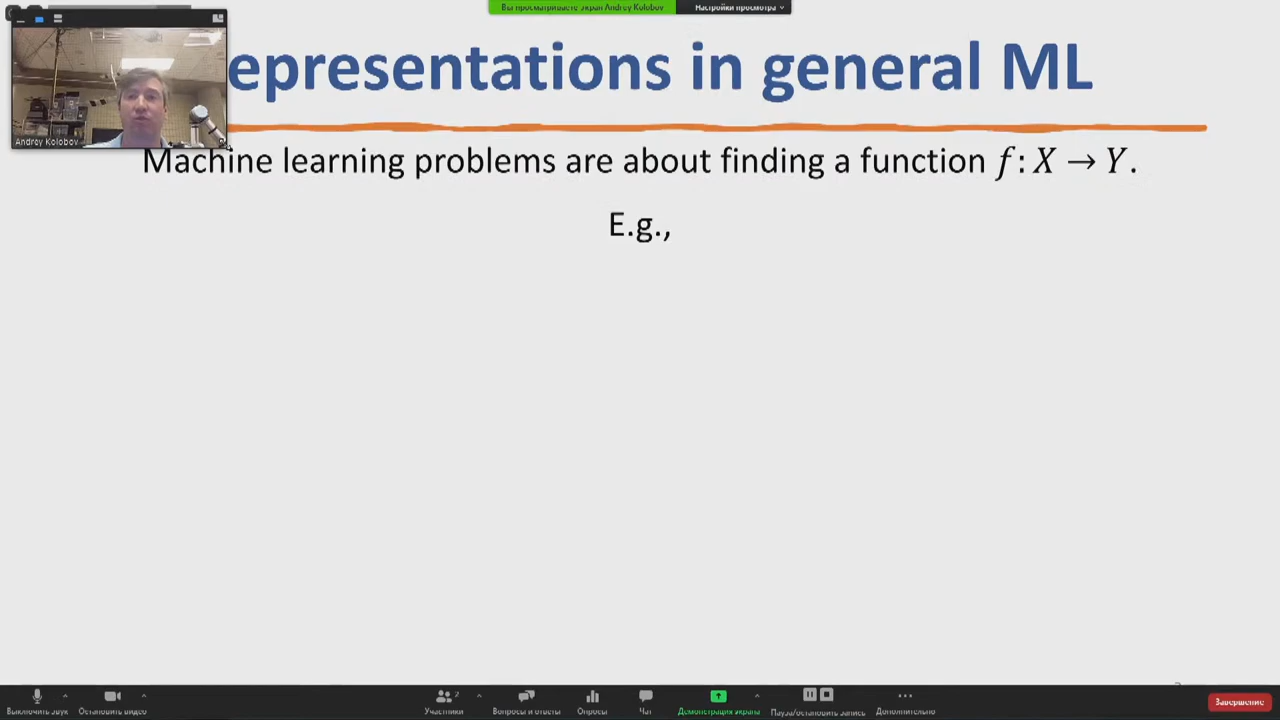 Вы просматриваете экран Andrey Kolobov
Настройки просмотра
epresentations in general ML
Andrey Kolobov
Machine learning problems are about finding a function f: X → Y.
E.g.,
Выключить звук
Остановить видео
Участники
2
Вопросы и ответы
Опросы
Чат
Демонстрация экрана
Пауза/остановить запись
Дополнительно
Завершение